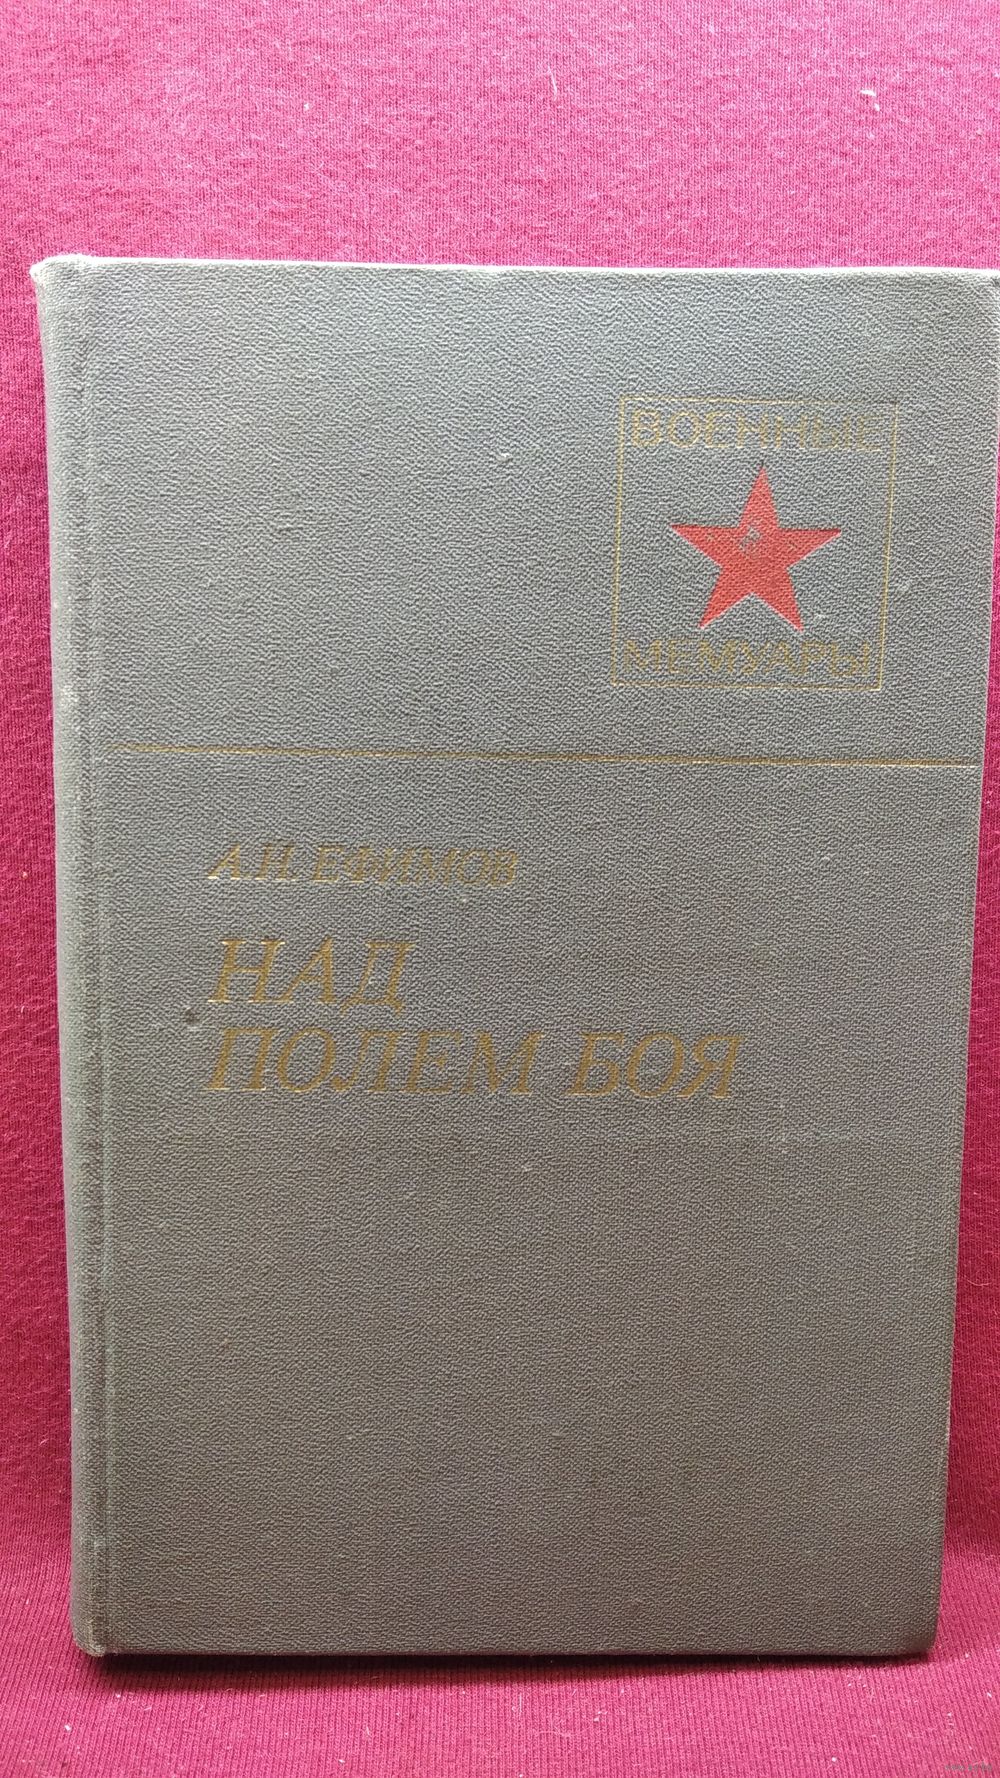 ВОЕННЫЕ
МЕМУАРЫ
А.Н. ЕФИМОВ
НАД
ПОЛЕМ БОЯ